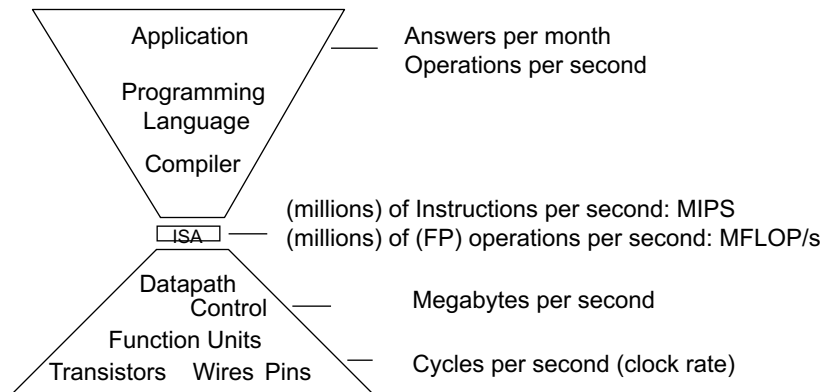 Application
Answers per month
Operations per second
Programming
Language
Compiler
(millions) of Instructions per second: MIPS
ISA
(millions) of (FP) operations per second: MFLOP/s
Datapath
Control
Megabytes per second
Function Units
Transistors Wires Pins
Cycles per second (clock rate)